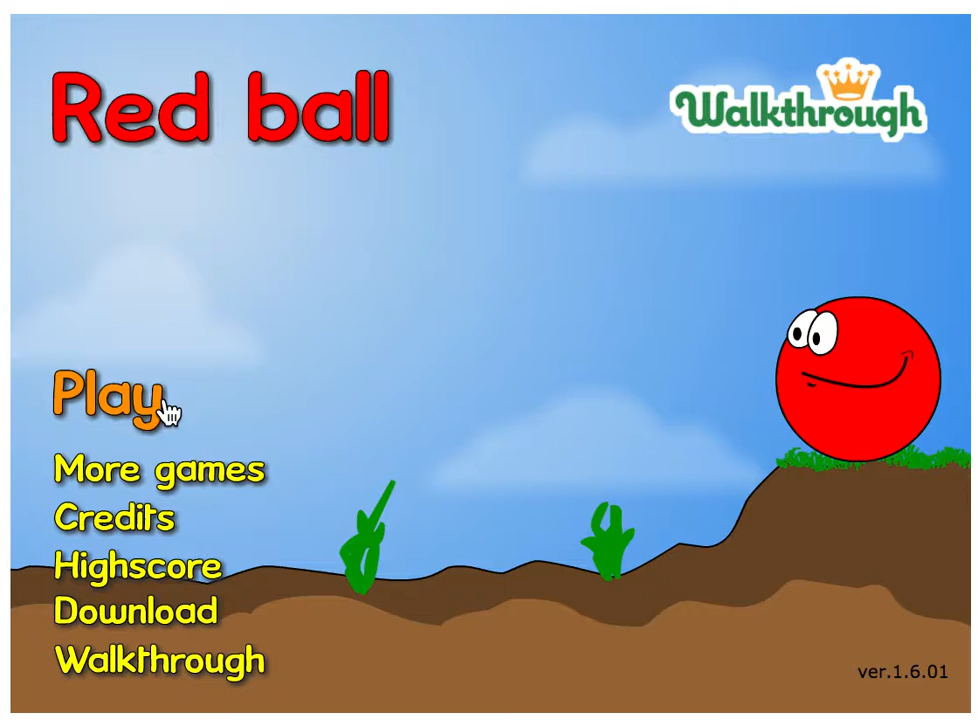 Red ball
Walkthrough
Play
More games
Credits
Highscore
Download
Walkthrough
ver.1.6.01